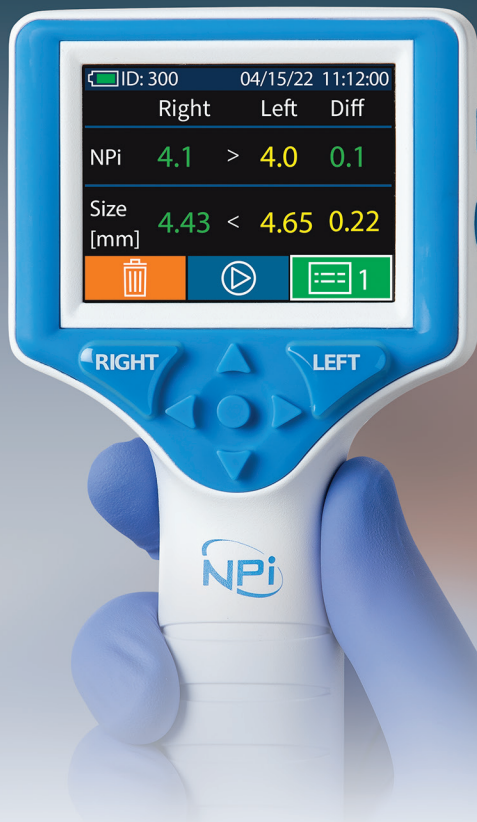 ID: 300 04/15/22 11:12:00
Right Left Diff
NPi 4.1 > 4.0 0.1
Size
[mm] 4.43 < 4.65 0.22
1
RIGHT LEFT
NPi